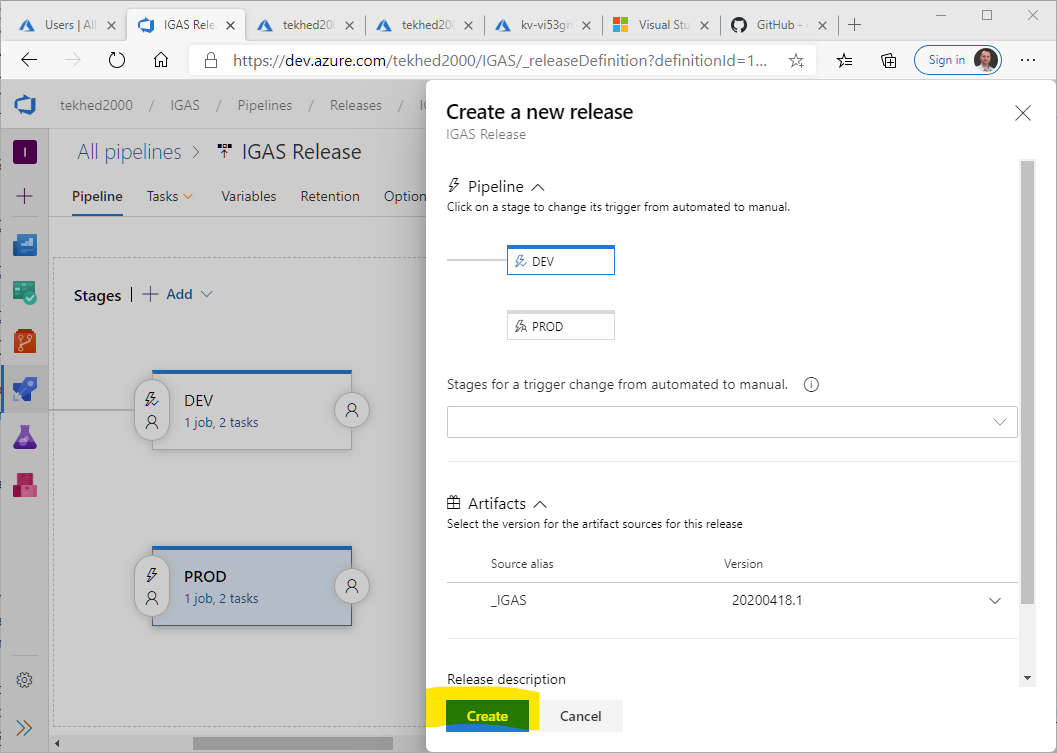 Users | All
IGAS Rele
tekhed20
tekhed20
kv-vi53gn
Visual Stu
GitHub -
https://dev.azure.com/tekhed2000/IGAS/_releaseDefinition?definitionId=1...
Sign in
tekhed2000 / IGAS / Pipelines / Releases /
All pipelines > IGAS Release
Pipeline Tasks Variables Retention Option
Stages | + Add
DEV
1 job, 2 tasks
PROD
1 job, 2 tasks
I
Create a new release
IGAS Release
Pipeline
Click on a stage to change its trigger from automated to manual.
DEV
PROD
Stages for a trigger change from automated to manual.
Artifacts
Select the version for the artifact sources for this release
Source alias Version
_IGAS 20200418.1
Release description
Create Cancel